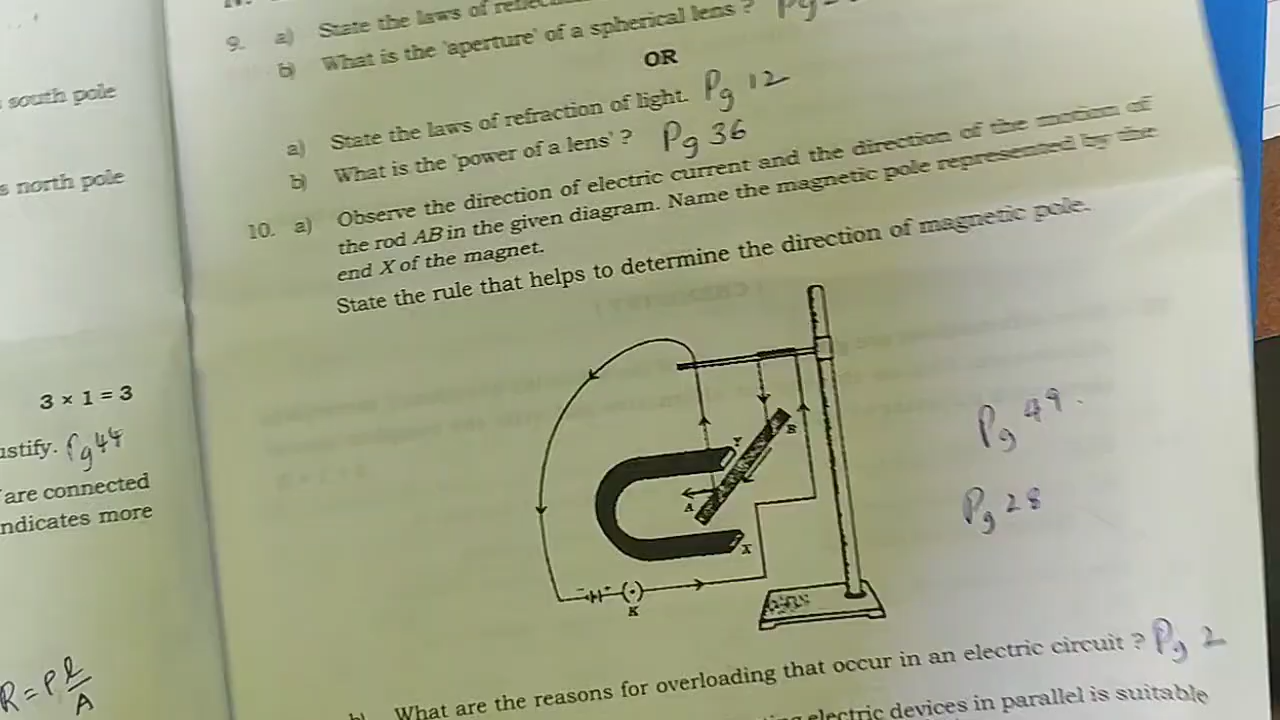 9. a) State the laws of
b) What is the 'aperture' of a spherical lens ?
OR
a) State the laws of refraction of light. Pg 12
b) What is the 'power of a lens' ? Pg 36
10. a) Observe the direction of electric current and the direction of the motion of
the rod AB in the given diagram. Name the magnetic pole represented by the
end X of the magnet.
State the rule that helps to determine the direction of magnetic pole.
Y
B
A
X
K
Pg 49.
Pg 28
What are the reasons for overloading that occur in an electric circuit ? Pg 2
electric devices in parallel is suitable
south pole
north pole
3 × 1 = 3
Pg 44
are connected
more
R = ρ l/A